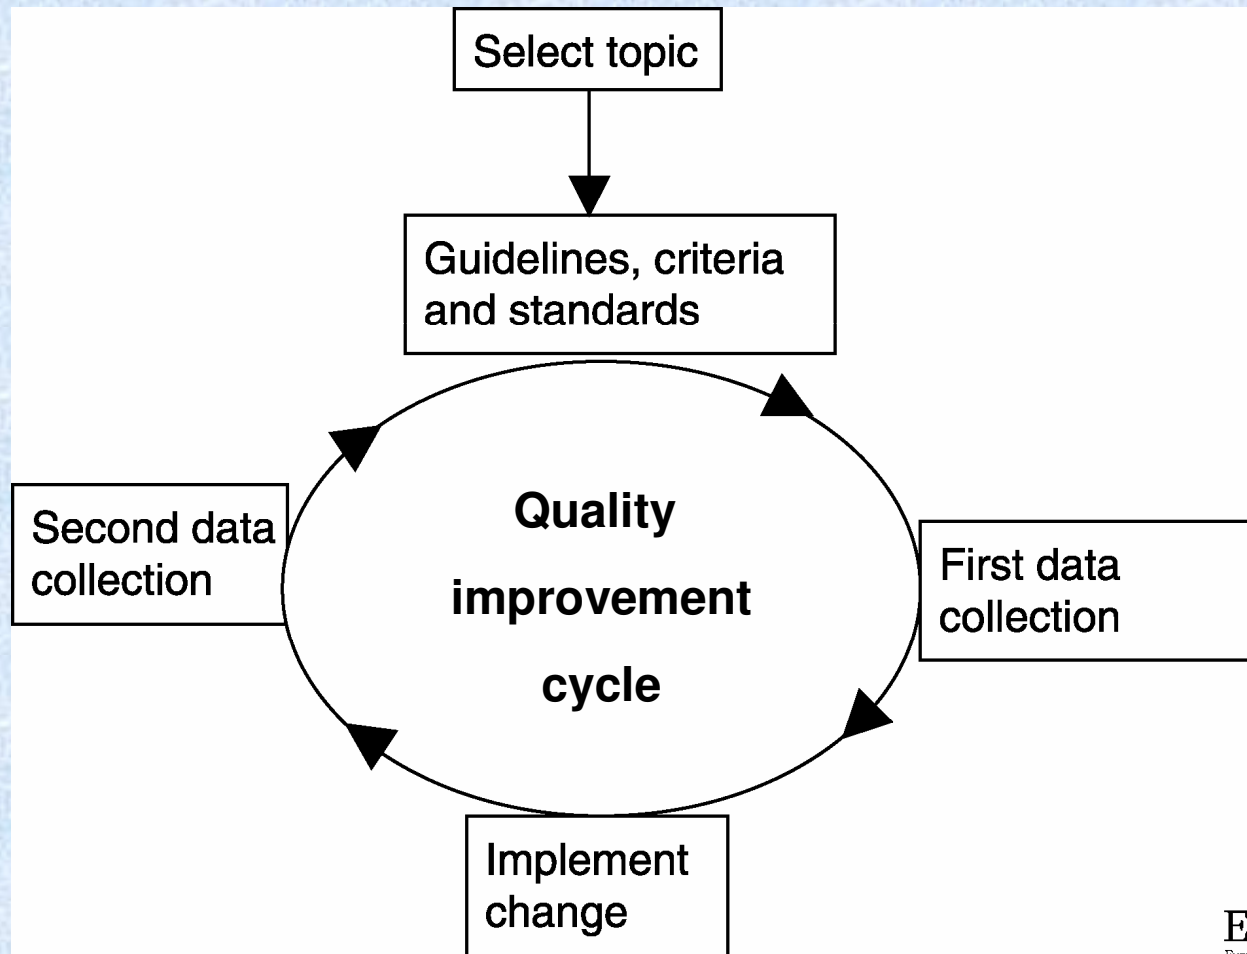 Select topic
Guidelines, criteria
and standards
Quality
improvement
cycle
Second data
collection
First data
collection
Implement
change
E